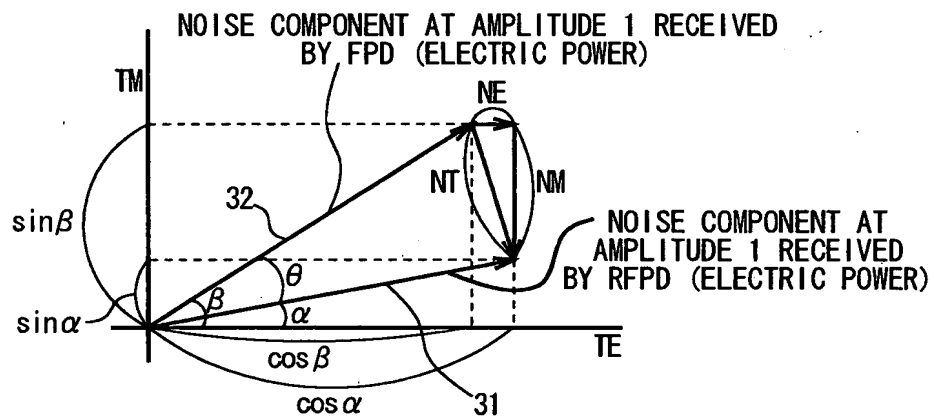 NOISE COMPONENT AT AMPLITUDE 1 RECEIVED
BY FPD (ELECTRIC POWER)
TM
NE
NT
NM
32
sinβ
NOISE COMPONENT AT
AMPLITUDE 1 RECEIVED
BY RFPD (ELECTRIC POWER)
θ
β
α
sinα
TE
cosβ
cosα
31